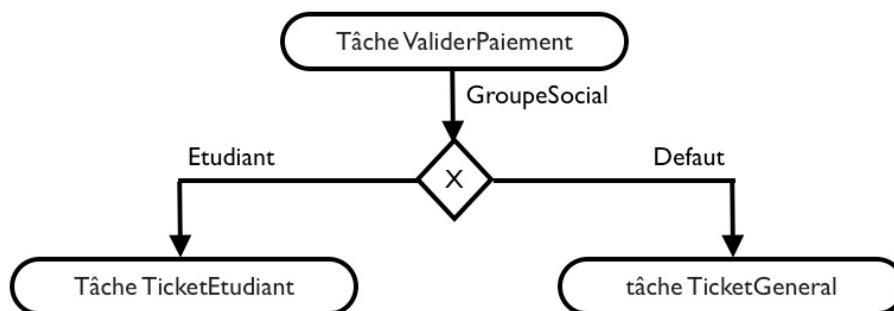 Tâche ValiderPaiement
GroupeSocial
Etudiant
Defaut
X
Tâche TicketEtudiant
tâche TicketGeneral